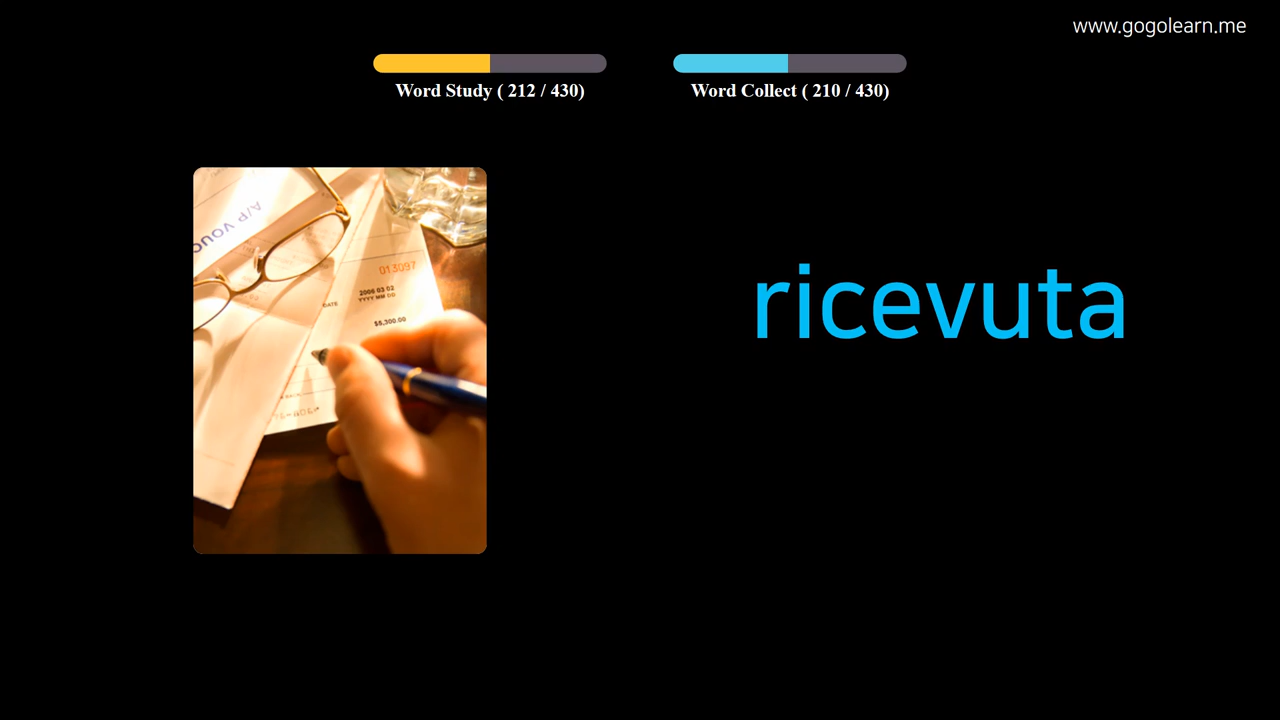 www.gogolearn.me
Word Study ( 212 / 430)
Word Collect ( 210 / 430)
A/P VOUC
013097
DATE
2006 03 02
YYYY MM DD
$5,300.00
ricevuta